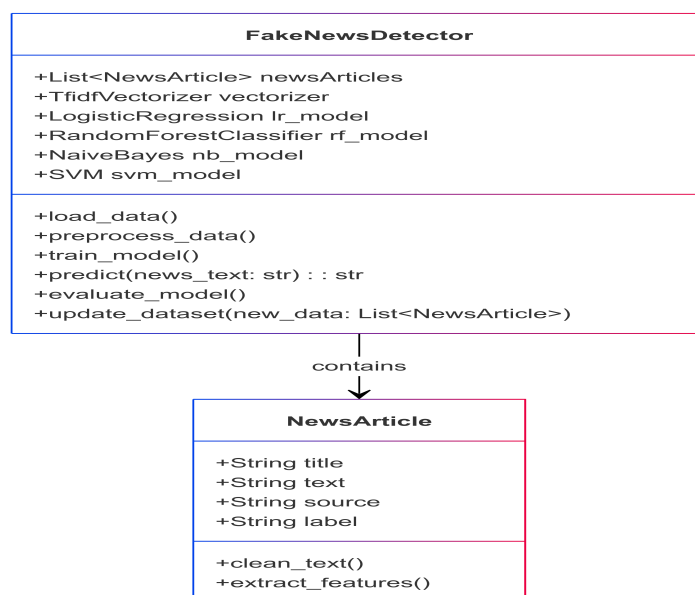 FakeNewsDetector
+List<NewsArticle> newsArticles
+TfidfVectorizer vectorizer
+LogisticRegression lr_model
+RandomForestClassifier rf_model
+NaiveBayes nb_model
+SVM svm_model
+load_data()
+preprocess_data()
+train_model()
+predict(news_text: str) : : str
+evaluate_model()
+update_dataset(new_data: List<NewsArticle>)
contains
NewsArticle
+String title
+String text
+String source
+String label
+clean_text()
+extract_features()